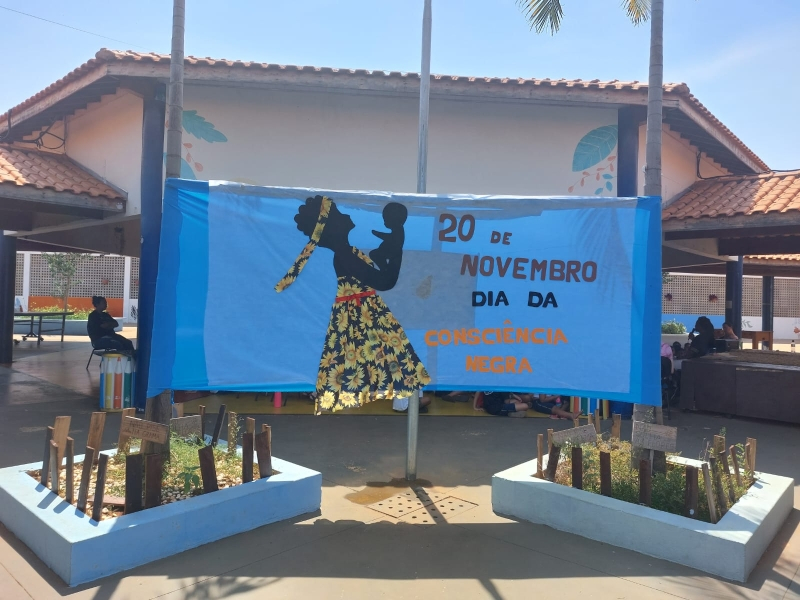 20 DE
NOVEMBRO
DIA DA
CONSCIÊNCIA
NEGRA